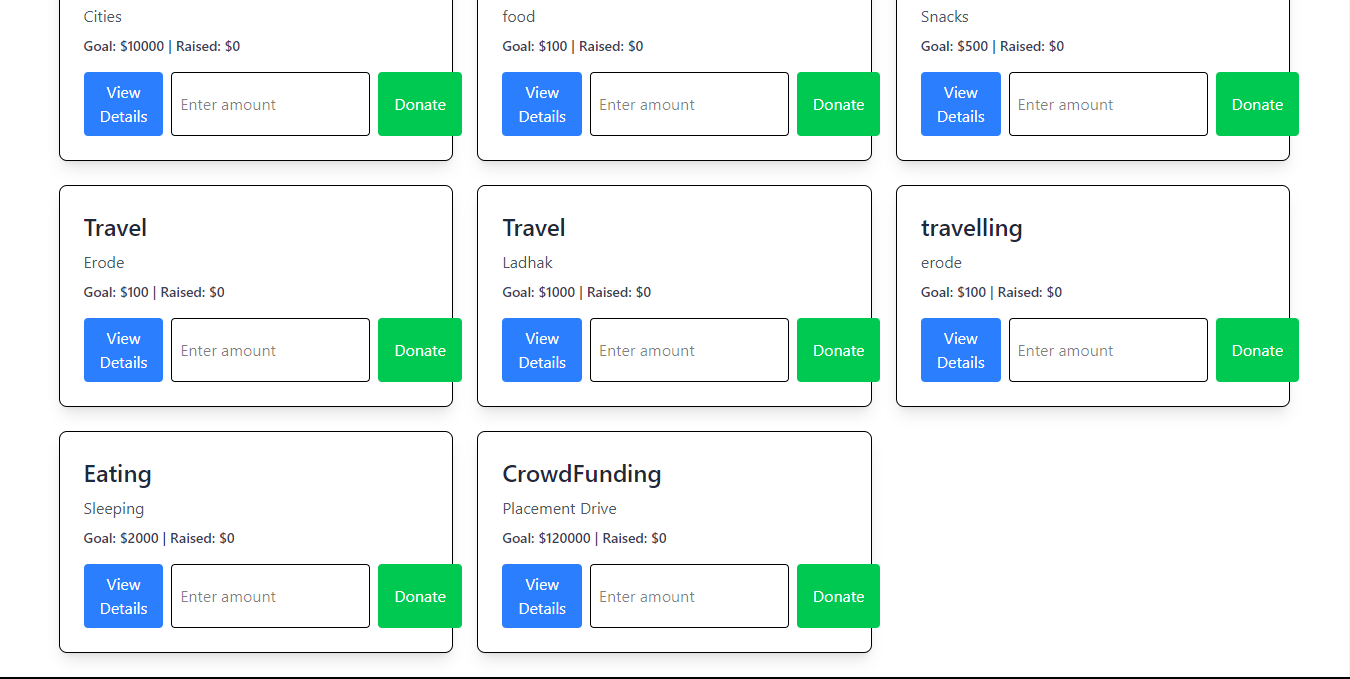 Cities
Goal: $10000 | Raised: $0
View
Details
Enter amount
Donate
food
Goal: $100 | Raised: $0
View
Details
Enter amount
Donate
Snacks
Goal: $500 | Raised: $0
View
Details
Enter amount
Donate
Travel
Erode
Goal: $100 | Raised: $0
View
Details
Enter amount
Donate
Travel
Ladhak
Goal: $1000 | Raised: $0
View
Details
Enter amount
Donate
travelling
erode
Goal: $100 | Raised: $0
View
Details
Enter amount
Donate
Eating
Sleeping
Goal: $2000 | Raised: $0
View
Details
Enter amount
Donate
CrowdFunding
Placement Drive
Goal: $120000 | Raised: $0
View
Details
Enter amount
Donate